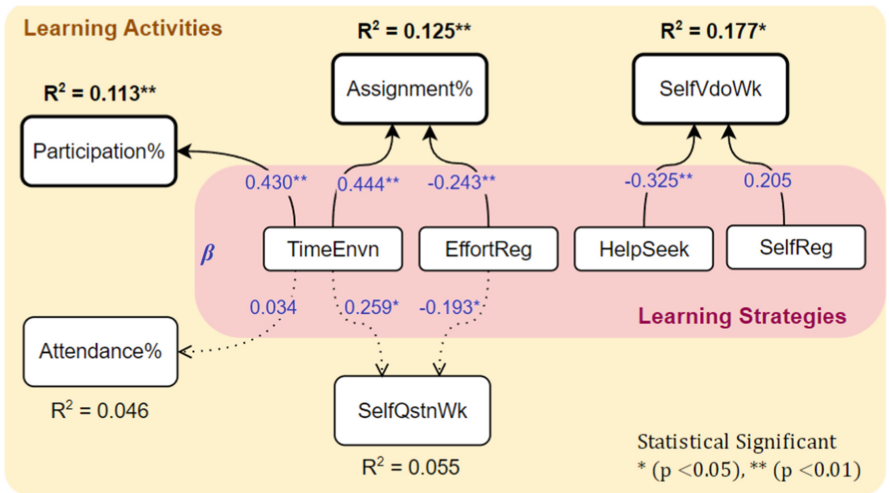 Learning Activities
R² = 0.125**
R² = 0.177*
Assignment%
SelfVdoWk
R² = 0.113**
Participation%
0.430**
0.444**
-0.243**
-0.325**
0.205
β
TimeEnvn
EffortReg
HelpSeek
SelfReg
0.034
0.259*
-0.193*
Learning Strategies
Attendance%
R² = 0.046
SelfQstnWk
R² = 0.055
Statistical Significant
* (p <0.05), ** (p <0.01)